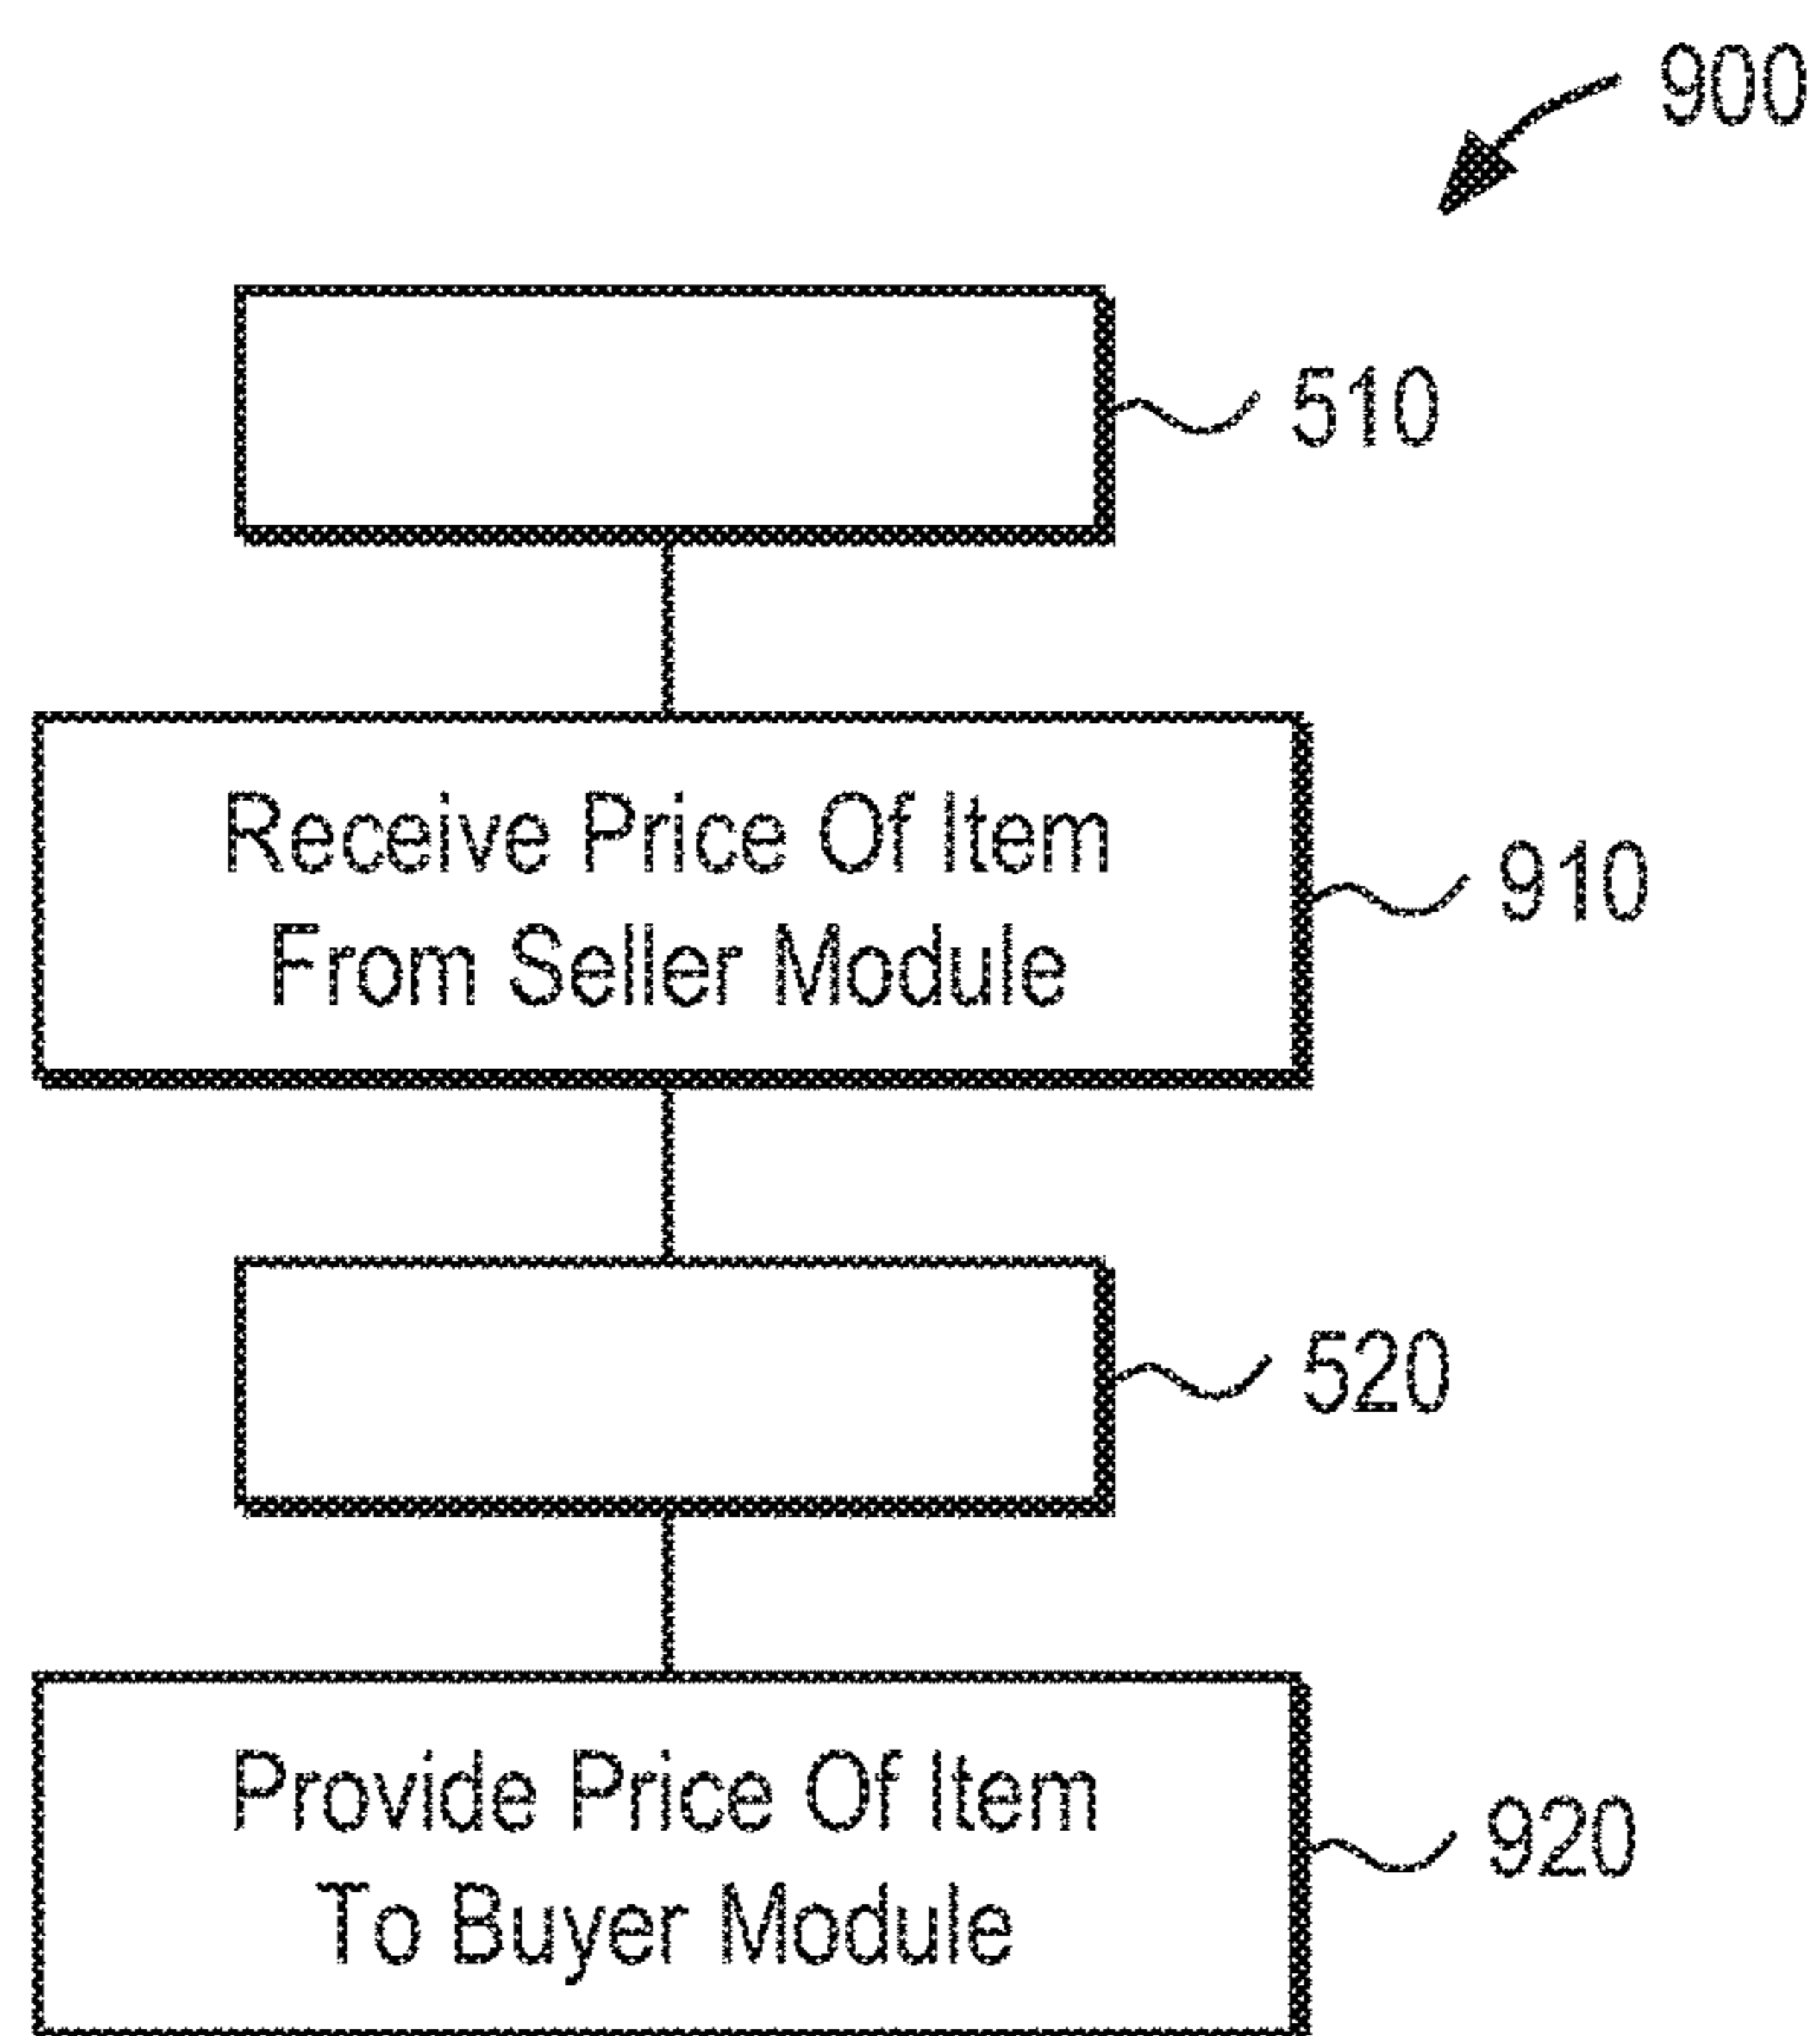 900
510
Receive Price Of Item
From Seller Module
910
520
Provide Price Of Item
To Buyer Module
920